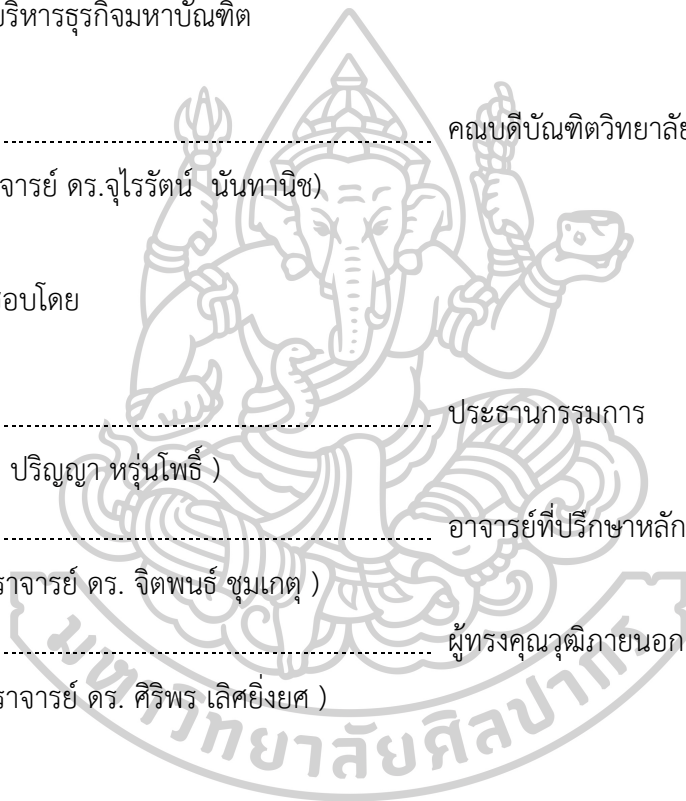 บริหารธุรกิจมหาบัณฑิต
คณบดีบัณฑิตวิทยาลัย
จารย์ ดร.จุไรรัตน์ นันทานิช)
อบโดย
ประธานกรรมการ
ปริญญา หรุ่นโพธิ์ )
อาจารย์ที่ปรึกษาหลัก
ราจารย์ ดร. จิตพนธ์ ชุมเกตุ )
ผู้ทรงคุณวุฒิภายนอก
ราจารย์ ดร. ศิริพร เลิศยิ่งยศ )
มหาวิทยาลัยศิลปากร